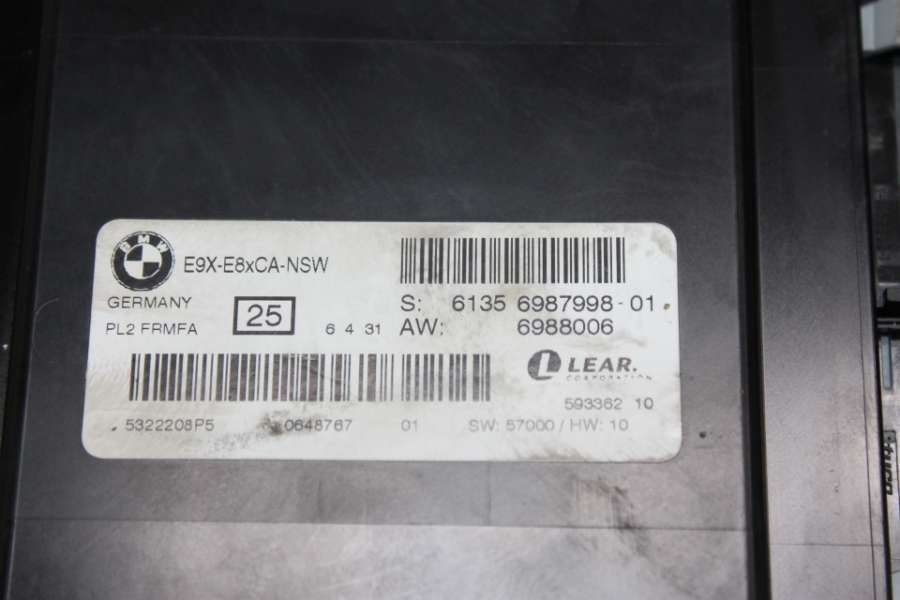 BMW
E9X-E8xCA-NSW
GERMANY
PL2 FRMFA
25
6 4 31
S: 6135 6987998-01
AW: 6988006
LEAR.
CORPORATION
593362 10
5322208P5
0648767
01
SW: 57000 / HW: 10